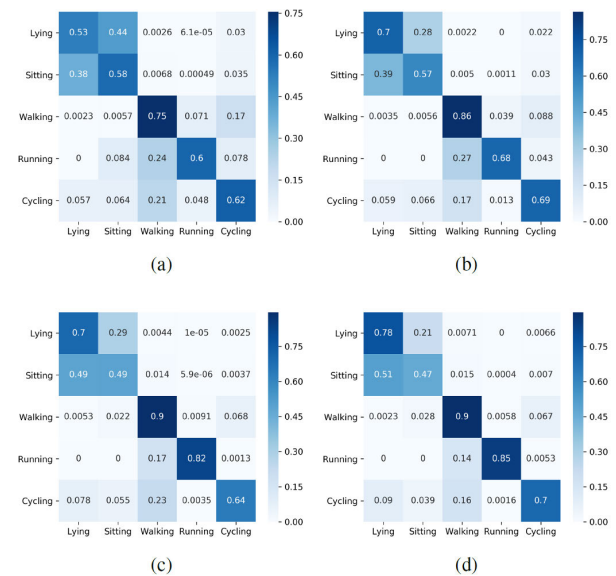 Lying 0.53 0.44 0.0026 6.1e-05 0.03
Sitting 0.38 0.58 0.0068 0.00049 0.035
Walking 0.0023 0.0057 0.75 0.071 0.17
Running 0 0.084 0.24 0.6 0.078
Cycling 0.057 0.064 0.21 0.048 0.62
Lying Sitting Walking Running Cycling
0.75
0.60
0.45
0.30
0.15
0.00
(a)
Lying 0.7 0.28 0.0022 0 0.022
Sitting 0.39 0.57 0.005 0.0011 0.03
Walking 0.0035 0.0056 0.86 0.039 0.088
Running 0 0 0.27 0.68 0.043
Cycling 0.059 0.066 0.17 0.013 0.69
Lying Sitting Walking Running Cycling
0.75
0.60
0.45
0.30
0.15
0.00
(b)
Lying 0.7 0.29 0.0044 1e-05 0.0025
Sitting 0.49 0.49 0.014 5.9e-06 0.0037
Walking 0.0053 0.022 0.9 0.0091 0.068
Running 0 0 0.17 0.82 0.0013
Cycling 0.078 0.055 0.23 0.0035 0.64
Lying Sitting Walking Running Cycling
0.75
0.60
0.45
0.30
0.15
0.00
(c)
Lying 0.78 0.21 0.0071 0 0.0066
Sitting 0.51 0.47 0.015 0.0004 0.007
Walking 0.0023 0.028 0.9 0.0058 0.067
Running 0 0 0.14 0.85 0.0053
Cycling 0.09 0.039 0.16 0.0016 0.7
Lying Sitting Walking Running Cycling
0.75
0.60
0.45
0.30
0.15
0.00
(d)